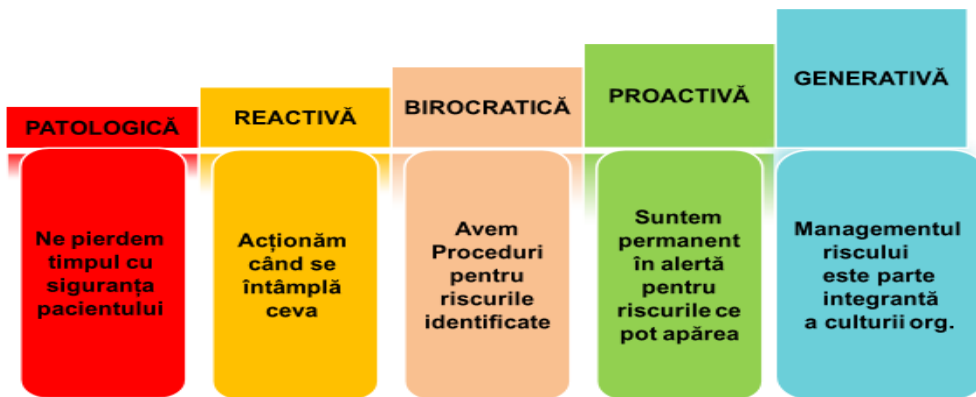 PATOLOGICĂ
REACTIVĂ
BIROCRATICĂ
PROACTIVĂ
GENERATIVĂ
Ne pierdem
timpul cu
siguranța
pacientului
Acționăm
când se
întâmplă
ceva
Avem
Proceduri
pentru
riscurile
identificate
Suntem
permanent
în alertă
pentru
riscurile ce
pot apărea
Managementul
riscului
este parte
integrantă
a culturii org.